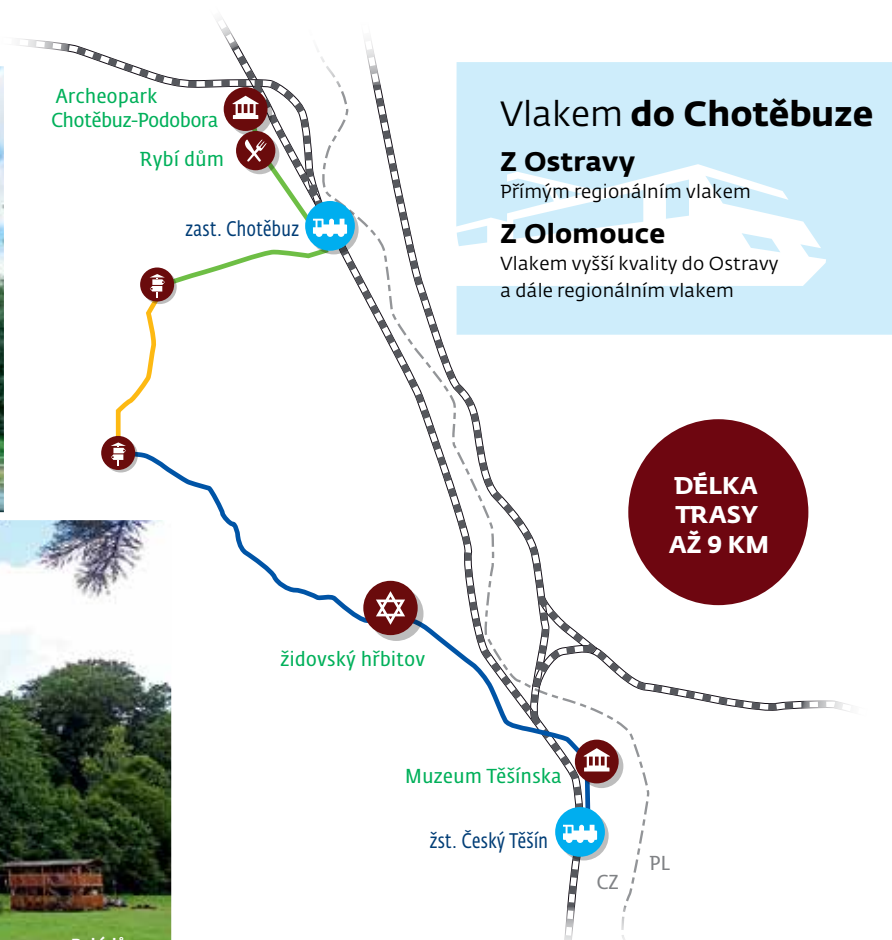 Archeopark
Chotěbuz-Podobora
Rybí dům
zast. Chotěbuz
Vlakem do Chotěbuze
Z Ostravy
Přímým regionálním vlakem
Z Olomouce
Vlakem vyšší kvality do Ostravy
a dále regionálním vlakem
DÉLKA
TRASY
AŽ 9 KM
židovský hřbitov
Muzeum Těšínska
žst. Český Těšín
CZ
PL